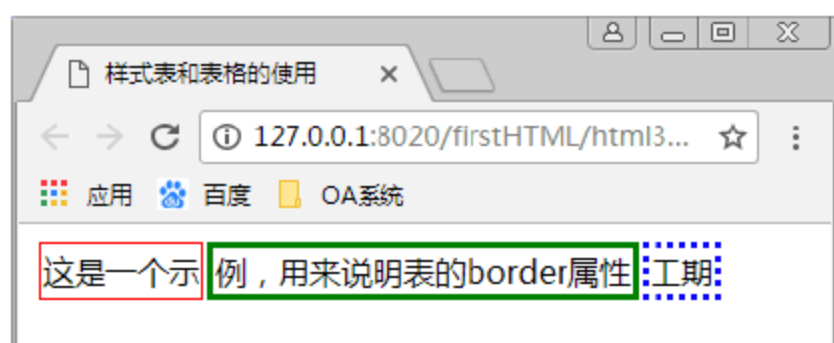 样式表和表格的使用
127.0.0.1:8020/firstHTML/html3...
应用 百度 OA系统
这是一个示 例，用来说明表的border属性 工期